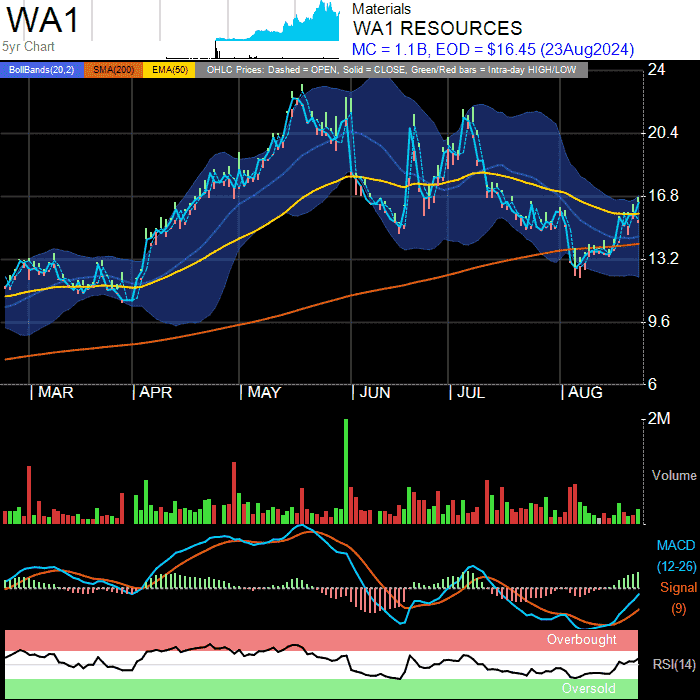 WA1
5yr Chart
Materials
WA1 RESOURCES
MC = 1.1B, EOD = $16.45 (23Aug2024)
BollBands(20,2) SMA(200) EMA(50) OHLC Prices: Dashed = OPEN, Solid = CLOSE, Green/Red bars = Intra-day HIGH/LOW
24
20.4
16.8
13.2
9.6
6
| MAR | APR | MAY | JUN | JUL | AUG
2M
Volume
MACD
(12-26)
Signal
(9)
Overbought
RSI(14)
Oversold